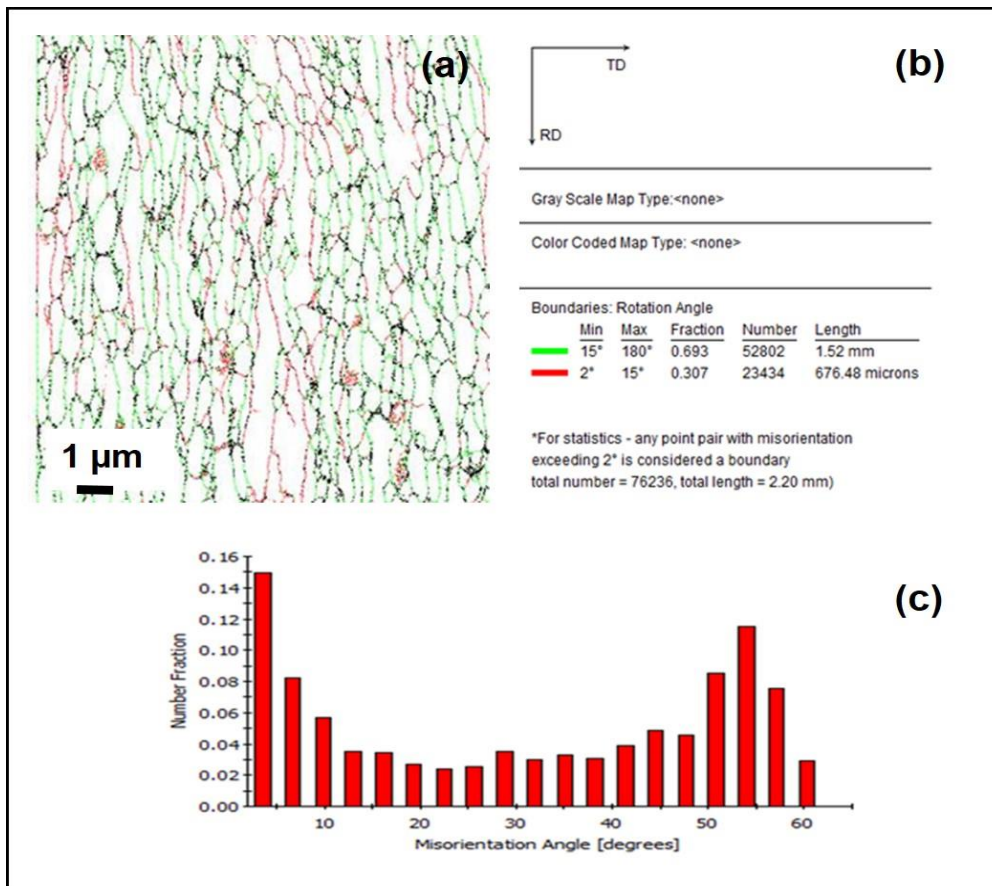 (a)
1 µm
(b)
TD
RD
Gray Scale Map Type:<none>
Color Coded Map Type: <none>
Boundaries: Rotation Angle
Min Max Fraction Number Length
15° 180° 0.693 52802 1.52 mm
2° 15° 0.307 23434 676.48 microns
*For statistics - any point pair with misorientation
exceeding 2° is considered a boundary
total number = 76236, total length = 2.20 mm)
(c)
0.16
0.14
0.12
0.10
0.08
0.06
0.04
0.02
0.00
Number Fraction
10 20 30 40 50 60
Misorientation Angle [degrees]